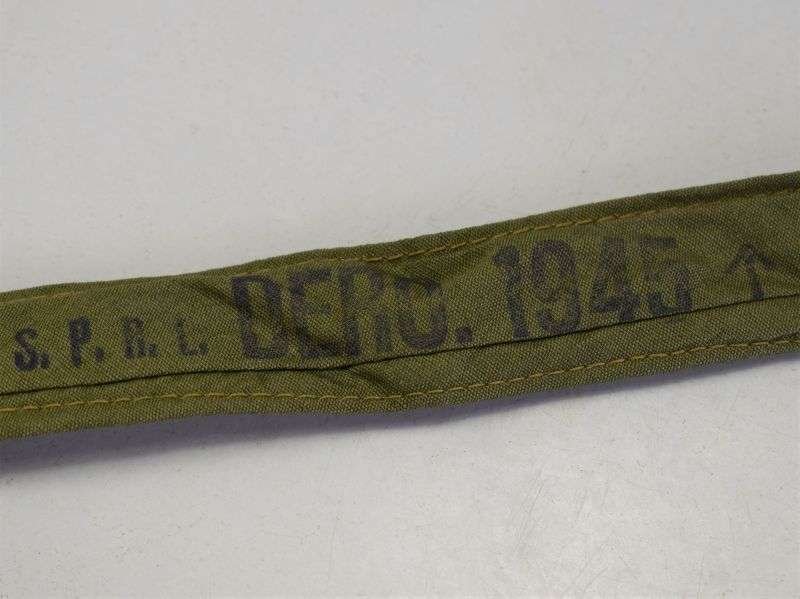 S. P. R. L. DERO. 1945 ↑